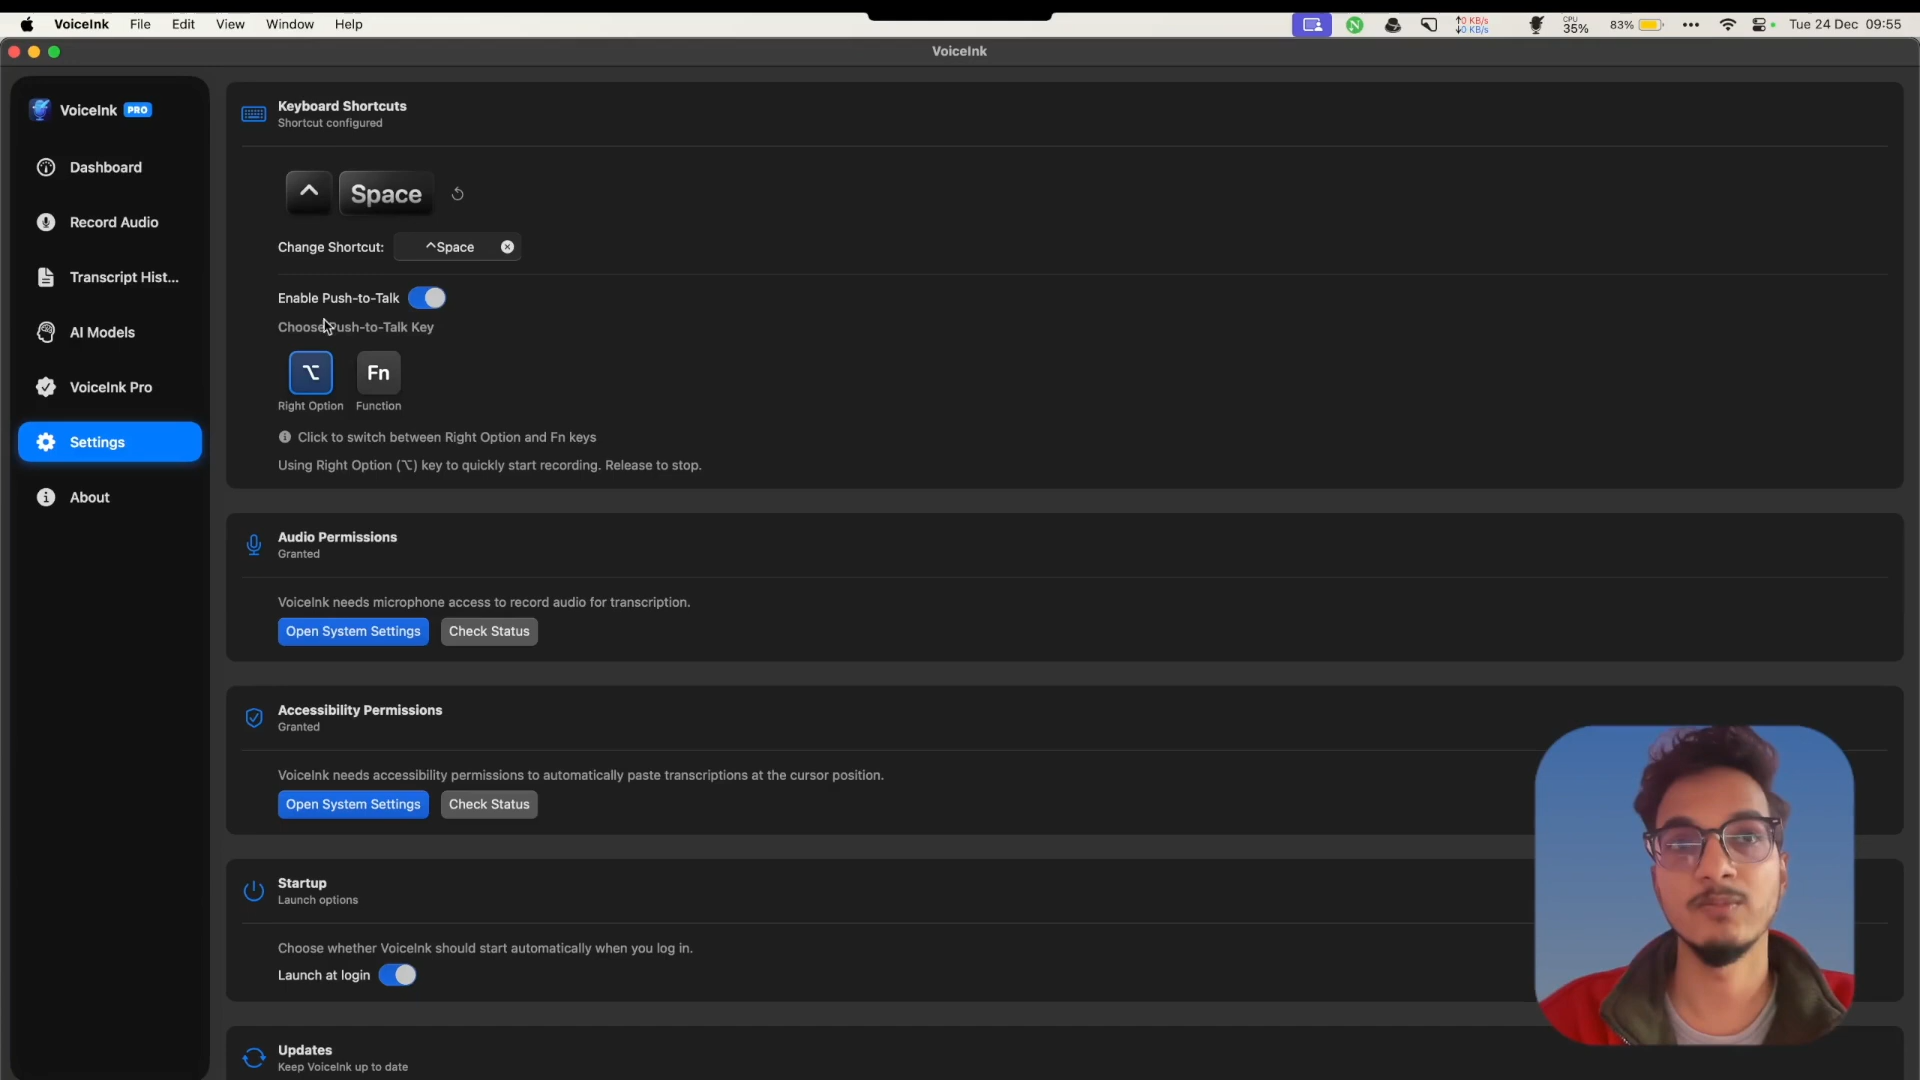 VoiceInk File Edit View Window Help
↑0 KB/s
↓0 KB/s
CPU
35%
83%
Tue 24 Dec 09:55
VoiceInk
VoiceInk PRO
Dashboard
Record Audio
Transcript Hist...
AI Models
VoiceInk Pro
Settings
About
Keyboard Shortcuts
Shortcut configured
^ Space
Change Shortcut: ^Space
Enable Push-to-Talk
Choose Push-to-Talk Key
⌥ Fn
Right Option Function
Click to switch between Right Option and Fn keys
Using Right Option (⌥) key to quickly start recording. Release to stop.
Audio Permissions
Granted
VoiceInk needs microphone access to record audio for transcription.
Open System Settings Check Status
Accessibility Permissions
Granted
VoiceInk needs accessibility permissions to automatically paste transcriptions at the cursor position.
Open System Settings Check Status
Startup
Launch options
Choose whether VoiceInk should start automatically when you log in.
Launch at login
Updates
Keep VoiceInk up to date